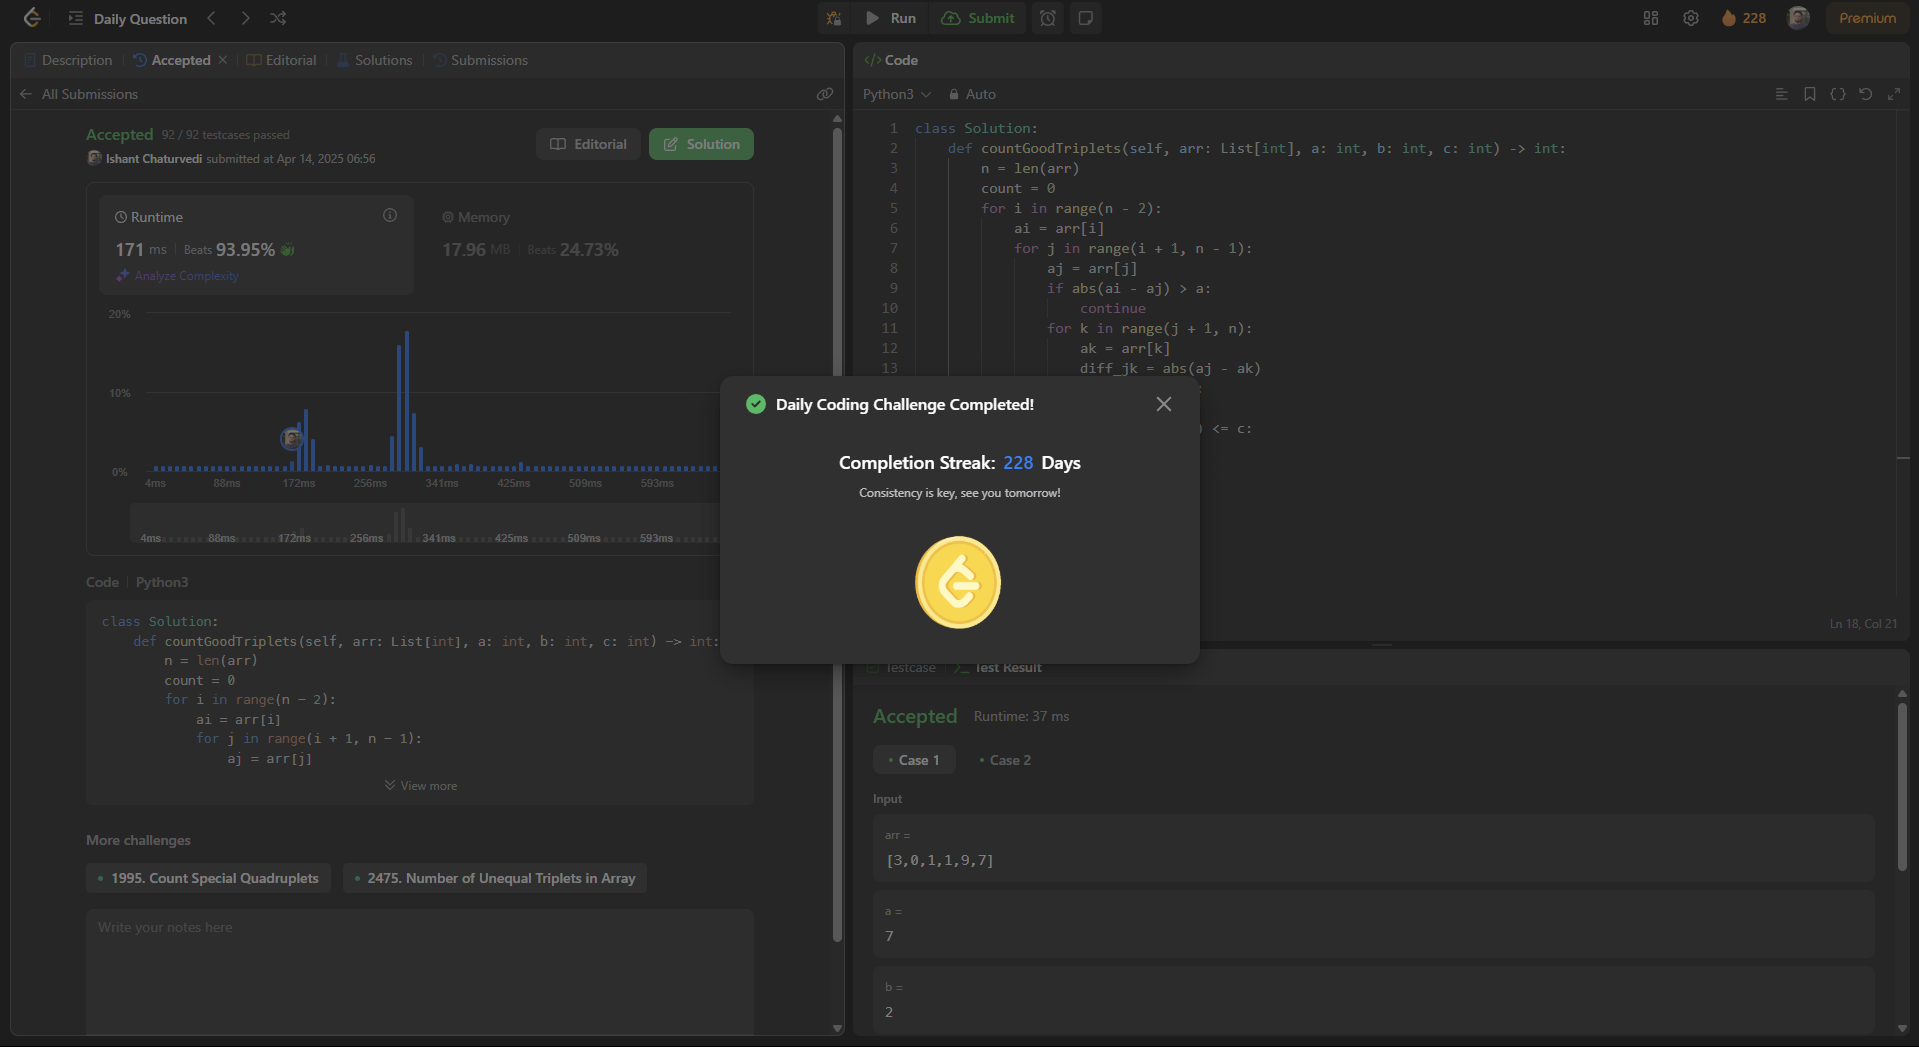 Daily Question
Run
Submit
228
Premium
Description
Accepted
Editorial
Solutions
Submissions
All Submissions
Accepted 92 / 92 testcases passed
Ishant Chaturvedi submitted at Apr 14, 2025 06:56
Editorial
Solution
Runtime
171 ms Beats 93.95%
Analyze Complexity
Memory
17.96 MB Beats 24.73%
20%
10%
0%
4ms 88ms 172ms 256ms 341ms 425ms 509ms 593ms
4ms 88ms 172ms 256ms 341ms 425ms 509ms 593ms
Code Python3
class Solution:
    def countGoodTriplets(self, arr: List[int], a: int, b: int, c: int) -> int:
        n = len(arr)
        count = 0
        for i in range(n - 2):
            ai = arr[i]
            for j in range(i + 1, n - 1):
                aj = arr[j]
View more
More challenges
1995. Count Special Quadruplets
2475. Number of Unequal Triplets in Array
Write your notes here
Daily Coding Challenge Completed!
Completion Streak: 228 Days
Consistency is key, see you tomorrow!
</> Code
Python3
Auto
1 class Solution:
2     def countGoodTriplets(self, arr: List[int], a: int, b: int, c: int) -> int:
3         n = len(arr)
4         count = 0
5         for i in range(n - 2):
6             ai = arr[i]
7             for j in range(i + 1, n - 1):
8                 aj = arr[j]
9                 if abs(ai - aj) > a:
10                     continue
11                 for k in range(j + 1, n):
12                     ak = arr[k]
13                     diff_jk = abs(aj - ak)
<= c:
Ln 18, Col 21
Testcase
Test Result
Accepted Runtime: 37 ms
Case 1
Case 2
Input
arr =
[3,0,1,1,9,7]
a =
7
b =
2